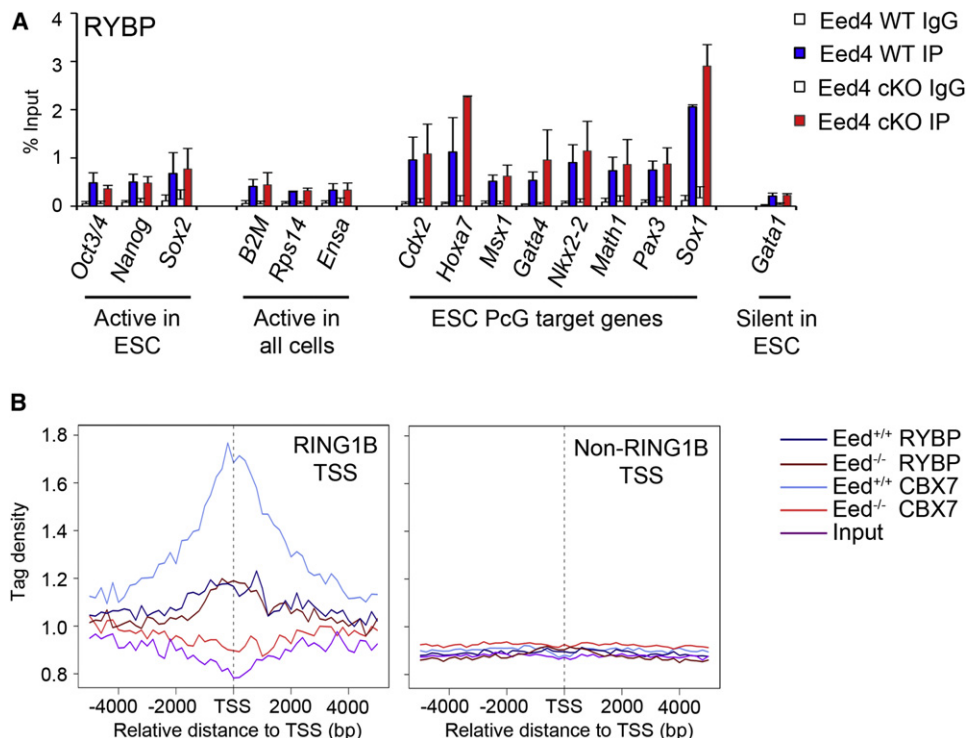 A
RYBP
4
3
2
1
0
% Input
Eed4 WT IgG
Eed4 WT IP
Eed4 cKO IgG
Eed4 cKO IP
Oct3/4
Nanog
Sox2
B2M
Rps14
Ensa
Cdx2
Hoxa7
Msx1
Gata4
Nkx2-2
Math1
Pax3
Sox1
Gata1
Active in
ESC
Active in
all cells
ESC PcG target genes
Silent in
ESC
B
Tag density
1.8
1.6
1.4
1.2
1.0
0.8
RING1B
TSS
-4000 -2000 TSS 2000 4000
Relative distance to TSS (bp)
Non-RING1B
TSS
-4000 -2000 TSS 2000 4000
Relative distance to TSS (bp)
Eed+/+ RYBP
Eed-/- RYBP
Eed+/+ CBX7
Eed-/- CBX7
Input